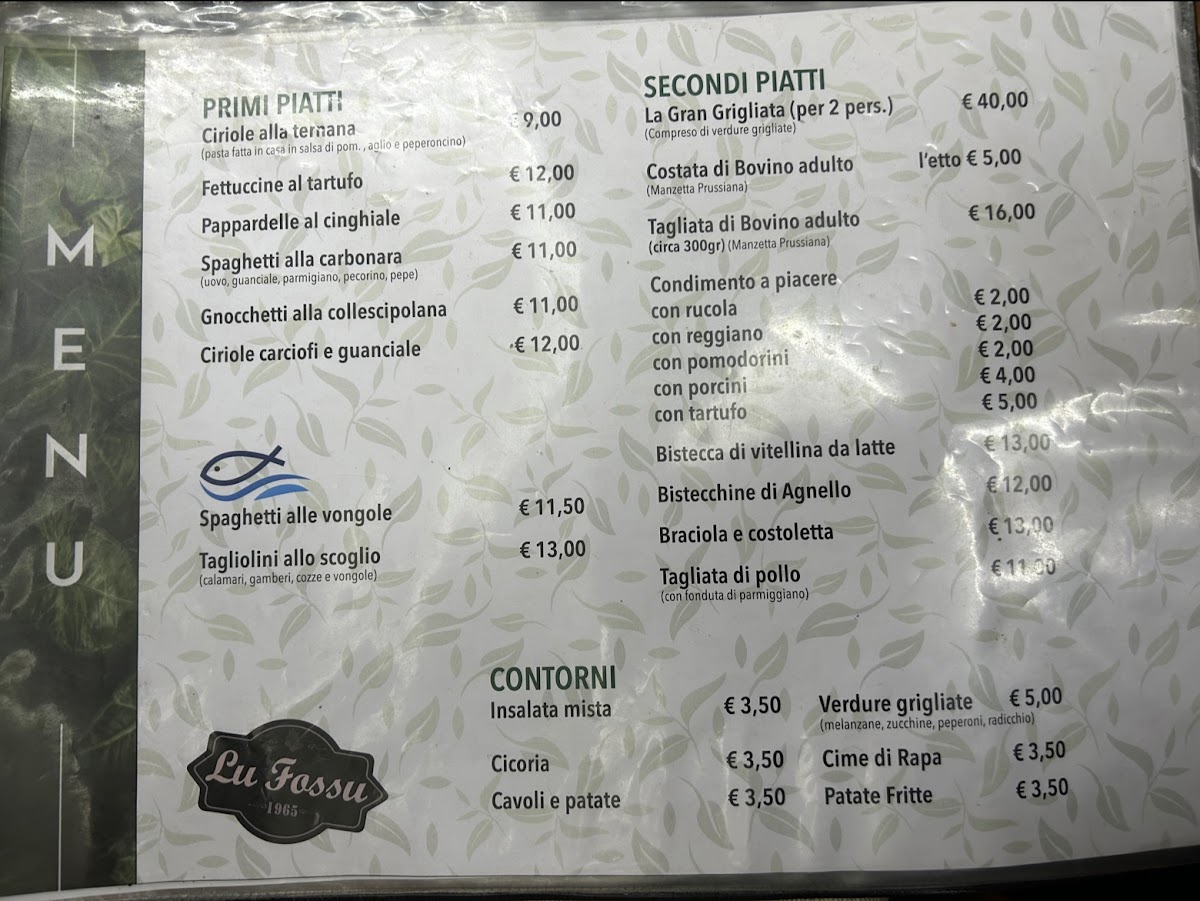 MENU
PRIMI PIATTI
Ciriole alla ternana € 9,00
(pasta fatta in casa in salsa di pom. , aglio e peperoncino)
Fettuccine al tartufo € 12,00
Pappardelle al cinghiale € 11,00
Spaghetti alla carbonara € 11,00
(uovo, guanciale, parmigiano, pecorino, pepe)
Gnocchetti alla collescipolana € 11,00
Ciriole carciofi e guanciale € 12,00
Spaghetti alle vongole € 11,50
Tagliolini allo scoglio € 13,00
(calamari, gamberi, cozze e vongole)
SECONDI PIATTI
La Gran Grigliata (per 2 pers.) € 40,00
(Compreso di verdure grigliate)
Costata di Bovino adulto l'etto € 5,00
(Manzetta Prussiana)
Tagliata di Bovino adulto € 16,00
(circa 300gr) (Manzetta Prussiana)
Condimento a piacere
con rucola € 2,00
con reggiano € 2,00
con pomodorini € 2,00
con porcini € 4,00
con tartufo € 5,00
Bistecca di vitellina da latte € 13,00
Bistecchine di Agnello € 12,00
Braciola e costoletta € 13,00
Tagliata di pollo € 11,00
(con fonduta di parmiggiano)
CONTORNI
Insalata mista € 3,50
Cicoria € 3,50
Cavoli e patate € 3,50
Verdure grigliate € 5,00
(melanzane, zucchine, peperoni, radicchio)
Cime di Rapa € 3,50
Patate Fritte € 3,50
Lu Fossu
1965